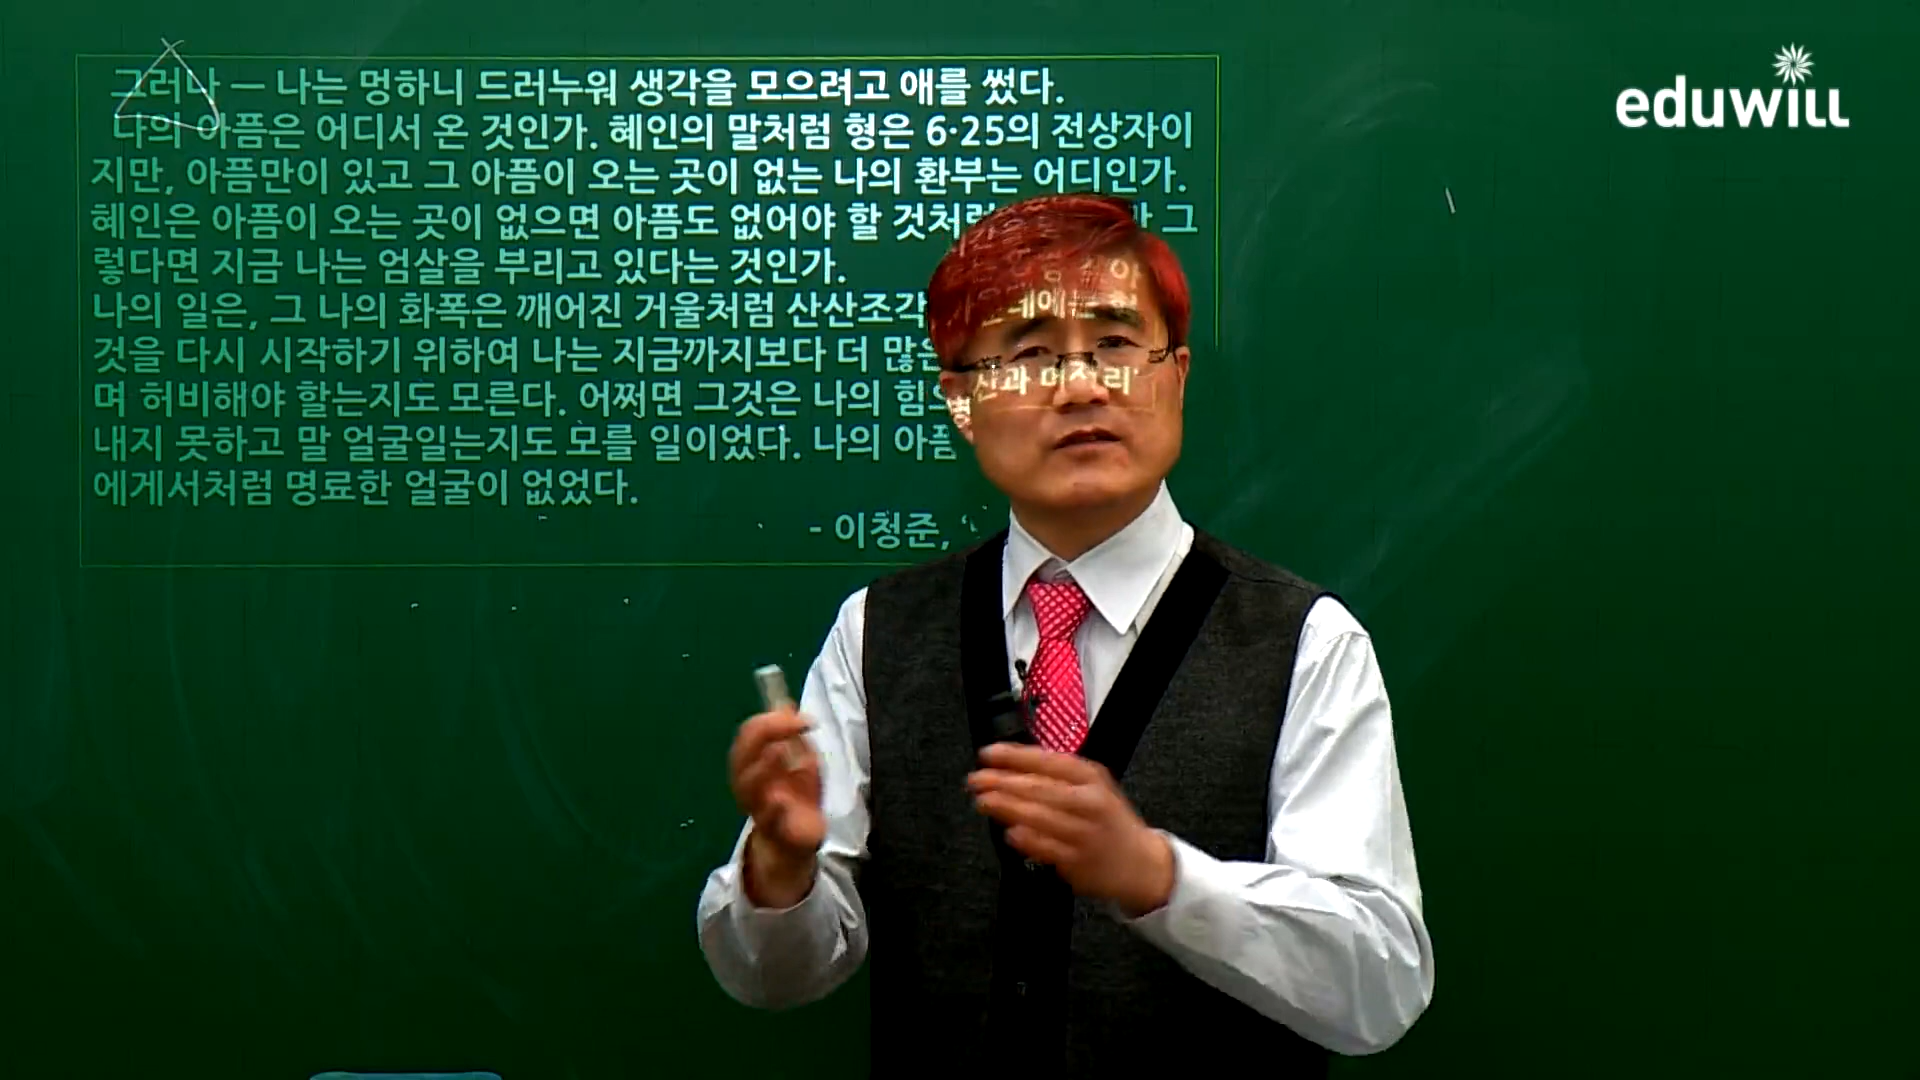 그러나 ― 나는 멍하니 드러누워 생각을 모으려고 애를 썼다.
나의 아픔은 어디서 온 것인가. 혜인의 말처럼 형은 6·25의 전상자이
지만, 아픔만이 있고 그 아픔이 오는 곳이 없는 나의 환부는 어디인가.
혜인은 아픔이 오는 곳이 없으면 아픔도 없어야 할 것처럼 그
렇다면 지금 나는 엄살을 부리고 있다는 것인가.
나의 일은, 그 나의 화폭은 깨어진 거울처럼 산산조각
것을 다시 시작하기 위하여 나는 지금까지보다 더 많은
며 허비해야 할는지도 모른다. 어쩌면 그것은 나의 힘으
내지 못하고 말 얼굴일는지도 모를 일이었다. 나의 아픔
에게서처럼 명료한 얼굴이 없었다.
- 이청준, ‘병신과 머저리’
eduwill